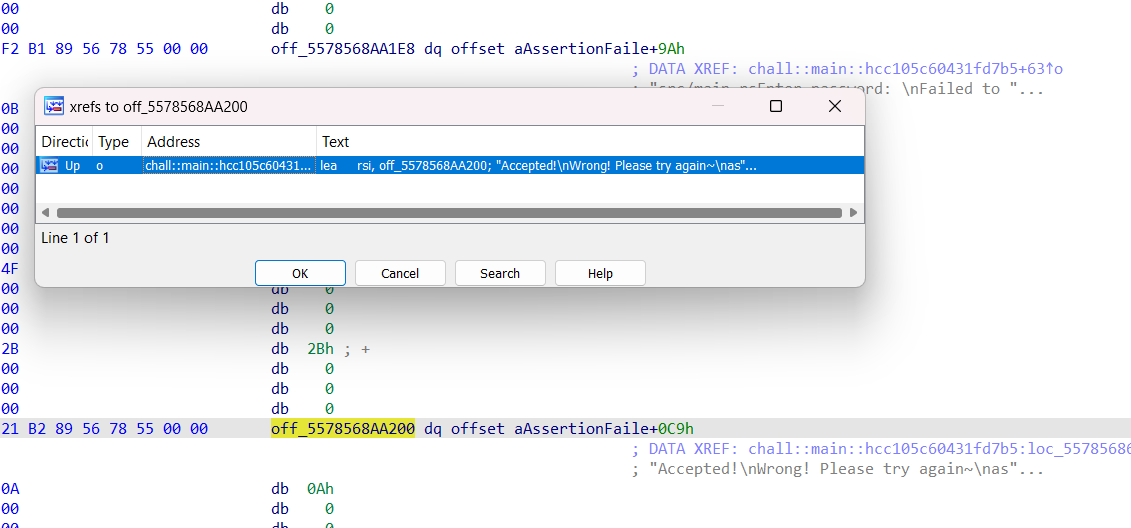 00 db 0
00 db 0
F2 B1 89 56 78 55 00 00 off_5578568AA1E8 dq offset aAssertionFaile+9Ah
; DATA XREF: chall::main::hcc105c60431fd7b5+63↑o
; "src/main.rsEnter password: \nFailed to "...
xrefs to off_5578568AA200
0B
00
Directic Type Address Text
00
Up o chall::main::hcc105c60431... lea rsi, off_5578568AA200; "Accepted!\nWrong! Please try again~\nas"...
00
00
00
00
Line 1 of 1
00
4F
OK Cancel Search Help
00 db 0
00 db 0
00 db 0
2B db 2Bh ; +
00 db 0
00 db 0
00 db 0
21 B2 89 56 78 55 00 00 off_5578568AA200 dq offset aAssertionFaile+0C9h
; DATA XREF: chall::main::hcc105c60431fd7b5:loc_55785686
; "Accepted!\nWrong! Please try again~\nas"...
0A db 0Ah
00 db 0
00 db 0